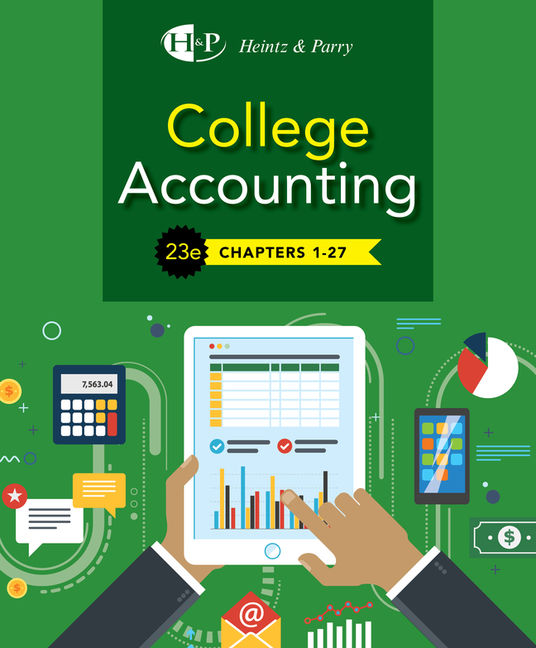 H&P Heintz & Parry
College
Accounting
23e CHAPTERS 1-27
7,563.04
$
$
$
@